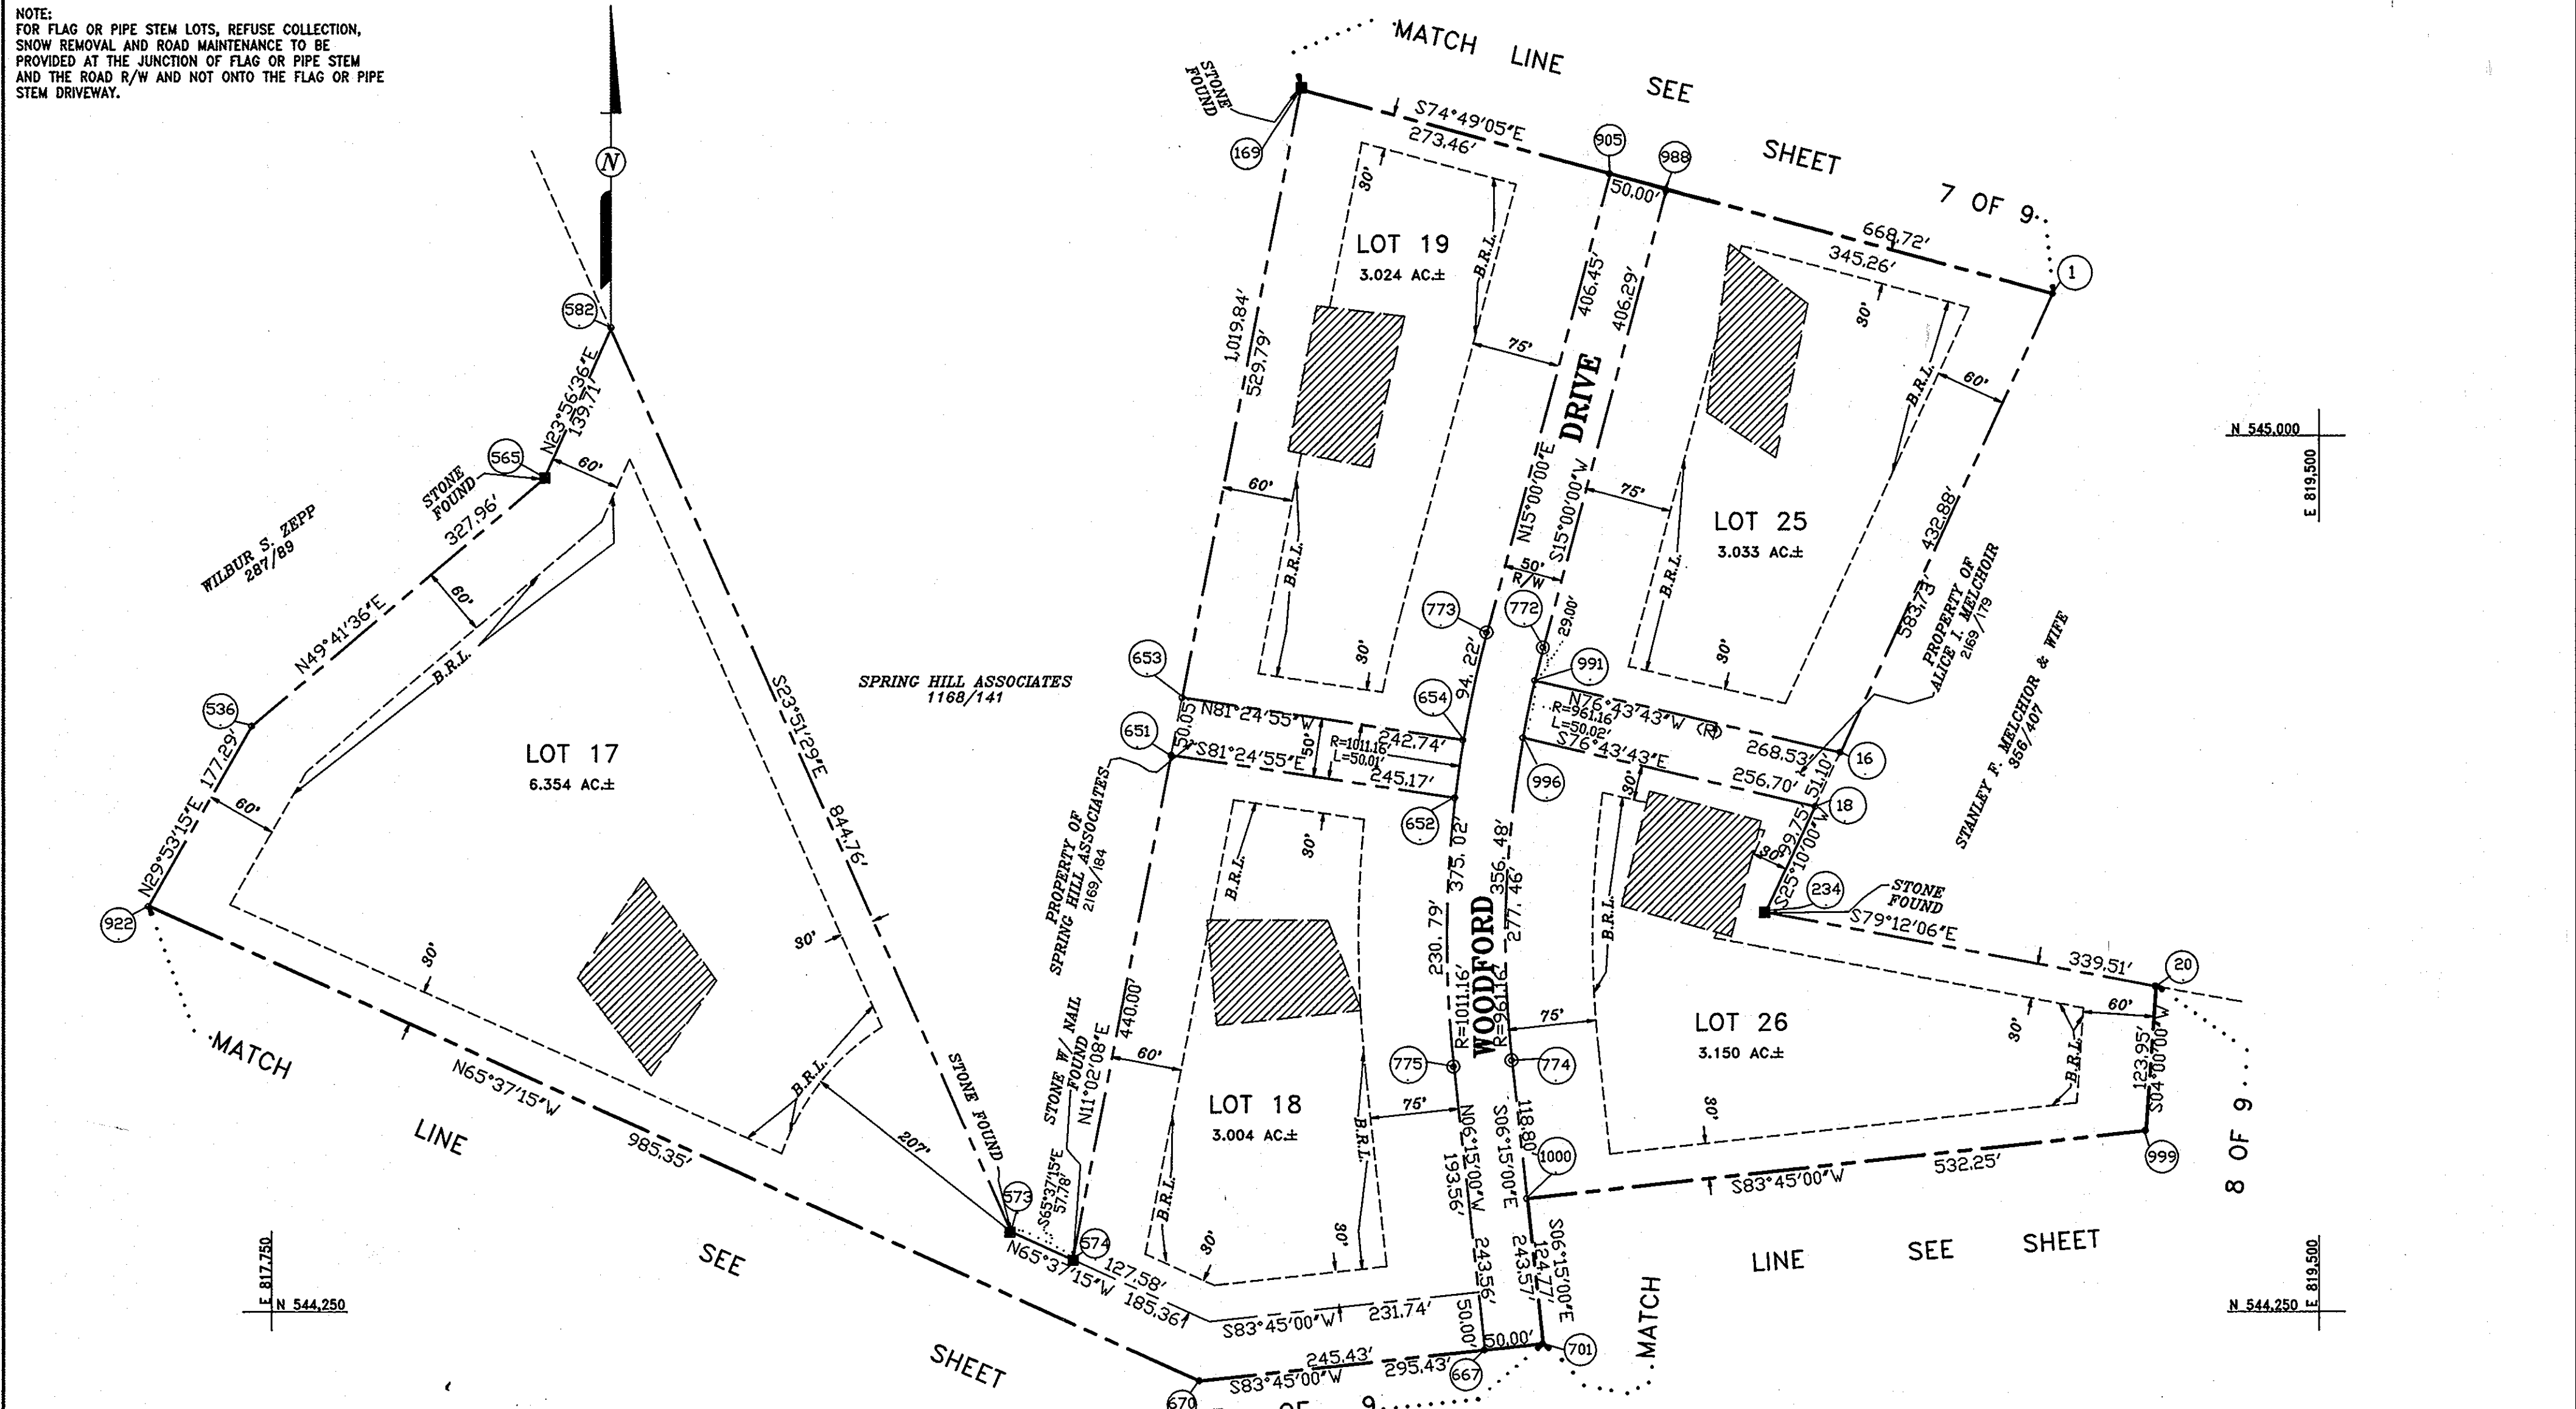 NOTE:
FOR FLAG OR PIPE STEM LOTS, REFUSE COLLECTION,
SNOW REMOVAL AND ROAD MAINTENANCE TO BE
PROVIDED AT THE JUNCTION OF FLAG OR PIPE STEM
AND THE ROAD R/W AND NOT ONTO THE FLAG OR PIPE
STEM DRIVEWAY.
N
MATCH LINE SEE SHEET 7 OF 9
STONE
FOUND
169
S74°49'05"E
273.46'
905
988
50.00'
668.72'
345.26'
1
30'
LOT 19
3.024 AC.±
B.R.L.
75'
406.45'
406.29'
1,019.84'
529.79'
60'
B.R.L.
30'
DRIVE
N15°00'00"E
S15°00'00"W
50'
R/W
30'
LOT 25
3.033 AC.±
B.R.L.
60'
75'
B.R.L.
30'
432.88'
583.73'
PROPERTY OF
ALICE I. MELCHOIR
2169/179
STANLEY F. MELCHIOR & WIFE
356/407
N 545,000
E 819,500
582
N23°56'36"E
139.71'
565
STONE
FOUND
60'
327.96'
WILBUR S. ZEPP
287/89
N49°41'36"E
60'
B.R.L.
536
177.29'
N29°53'15"E
60'
922
LOT 17
6.354 AC.±
S23°51'29"E
844.76'
30'
30'
B.R.L.
207'
SPRING HILL ASSOCIATES
1168/141
773
772
29.00'
94.22'
653
654
991
N81°24'55"W
242.74'
50.05'
651
S81°24'55"E
245.17'
50'
R=1011.16'
L=50.01'
N76°43'43"W (R)
R=961.16'
L=50.02'
S76°43'43"E
268.53'
256.70'
51.10'
16
18
996
652
30'
99.75'
S25°10'00"W
30'
234
STONE
FOUND
S79°12'06"E
339.51'
20
PROPERTY OF
SPRING HILL ASSOCIATES
2169/184
30'
B.R.L.
375.02'
230.79'
R=1011.16'
356.48'
277.46'
R=961.16'
WOODFORD
B.R.L.
75'
LOT 26
3.150 AC.±
30'
60'
B.R.L.
30'
123.95'
S04°00'00"W
999
440.00'
N11°02'08"E
60'
STONE W/ NAIL
FOUND
STONE FOUND
775
774
75'
LOT 18
3.004 AC.±
B.R.L.
B.R.L.
30'
30'
N06°15'00"W
193.56'
S06°15'00"E
118.80'
1000
S83°45'00"W
532.25'
MATCH LINE SEE SHEET
N65°37'15"W
985.35'
573
S65°37'15"E
57.78'
574
N65°37'15"W
127.58'
185.36'
S83°45'00"W
231.74'
243.56'
50.00'
243.57'
124.77'
S06°15'00"E
245.43'
50.00'
S83°45'00"W
295.43'
667
701
670
MATCH LINE SEE SHEET 8 OF 9
E 817,750
N 544,250
N 544,250
E 819,500
OF 9